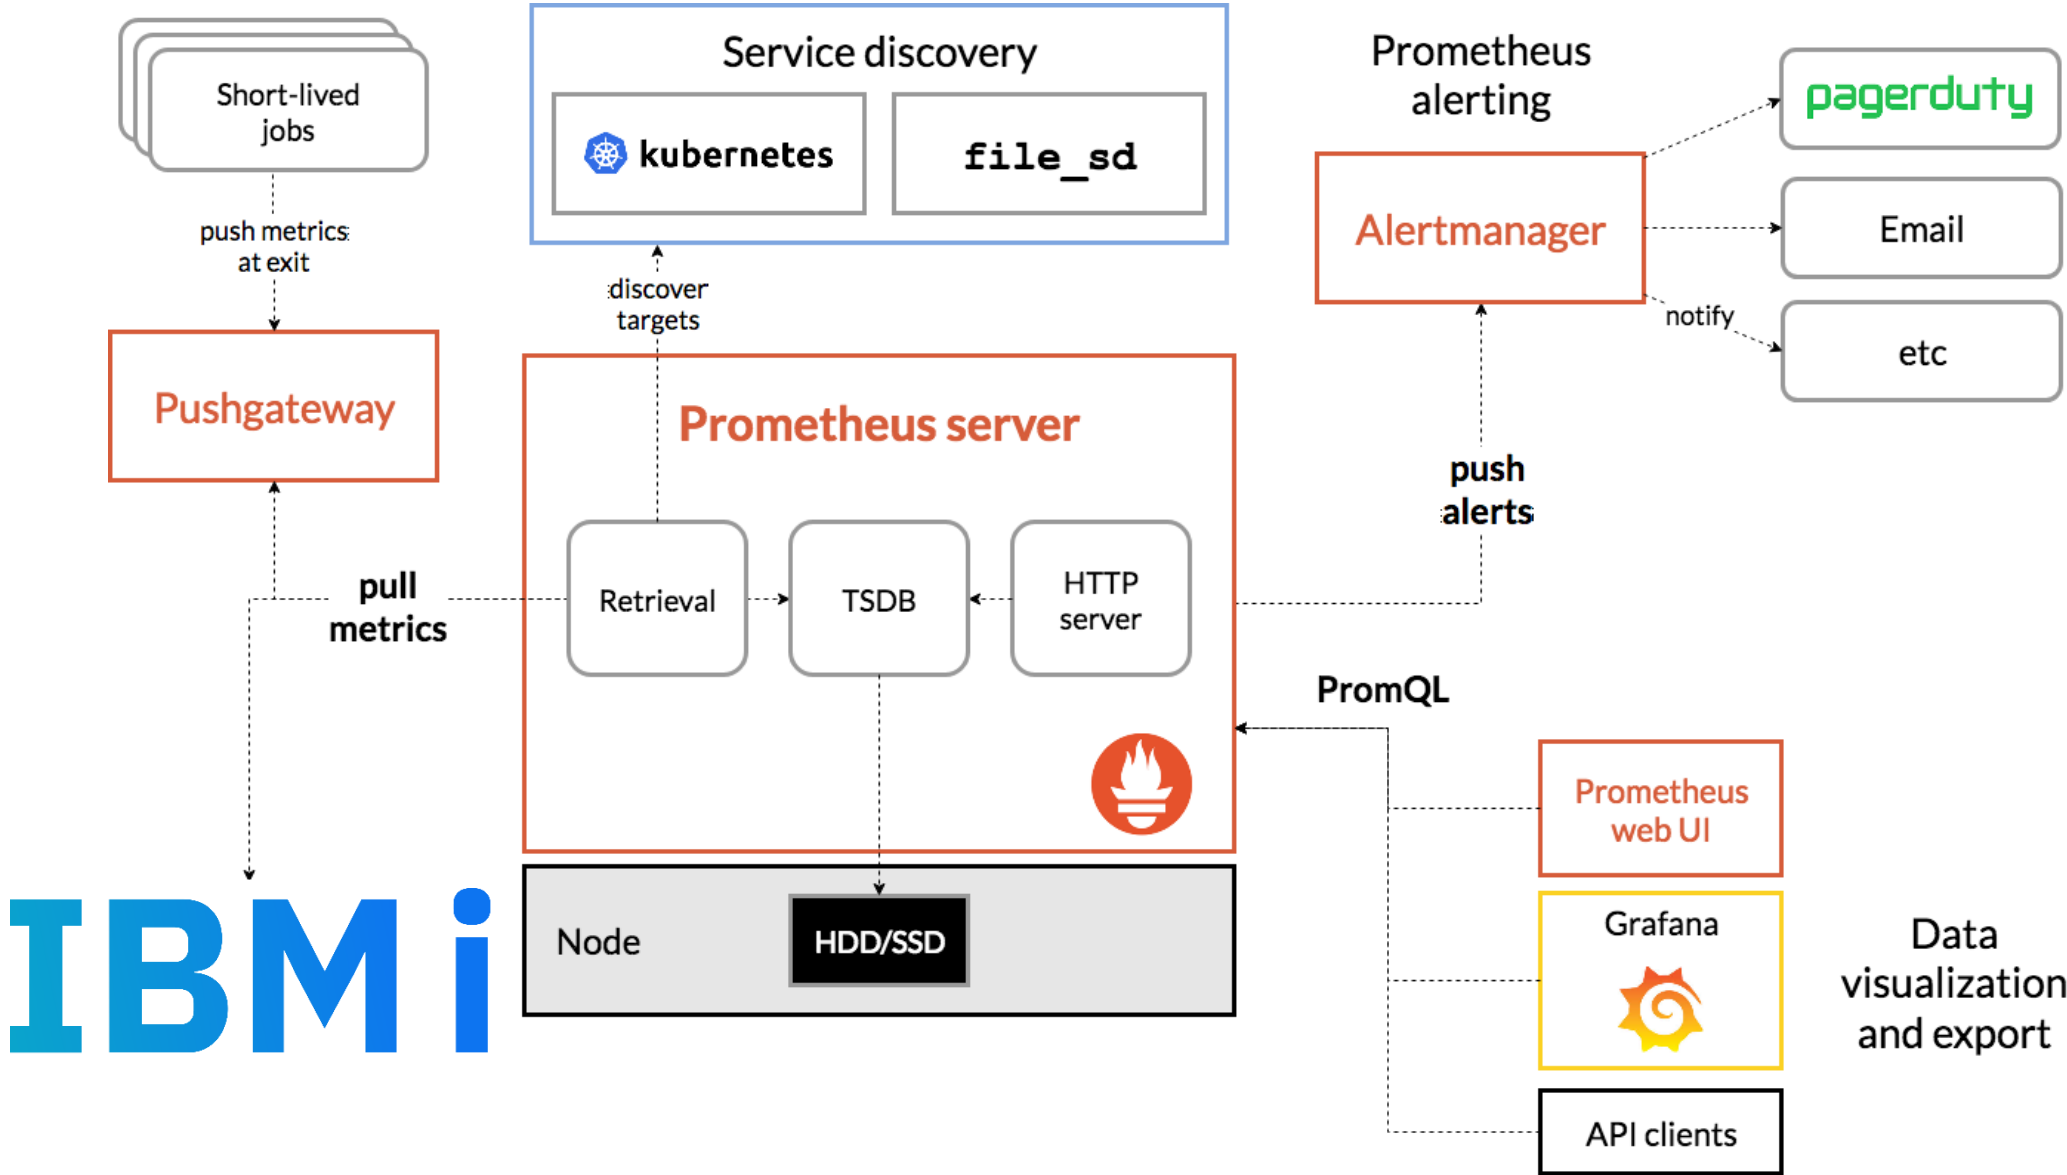 Short-lived
jobs
push metrics
at exit
Pushgateway
pull
metrics
IBM i
Service discovery
kubernetes
file_sd
discover
targets
Prometheus server
Retrieval
TSDB
HTTP
server
Node
HDD/SSD
Prometheus
alerting
Alertmanager
pagerduty
Email
notify
etc
push
alerts
PromQL
Prometheus
web UI
Grafana
API clients
Data
visualization
and export